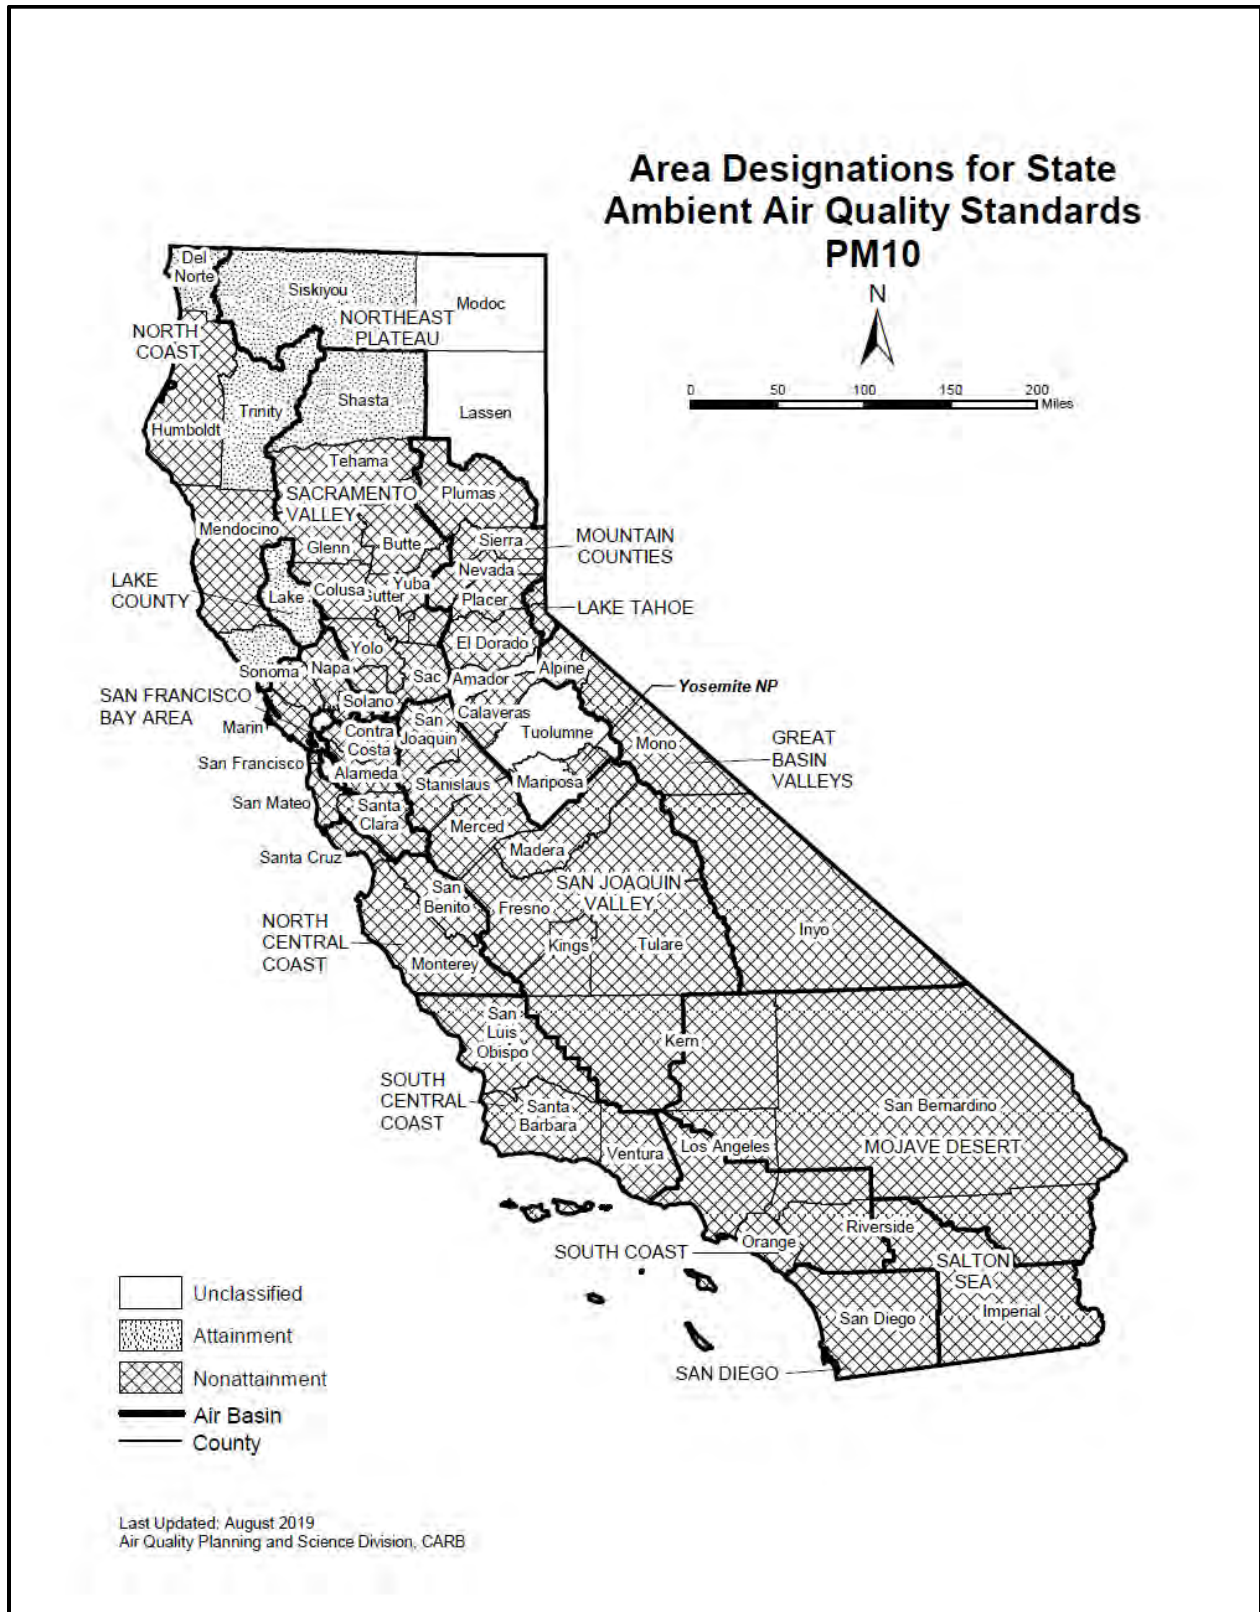 Area Designations for State
Ambient Air Quality Standards
PM10
N
0 50 100 150 200
Miles
Del
Norte
Siskiyou
Modoc
NORTHEAST
PLATEAU
NORTH
COAST
Shasta
Trinity
Lassen
Humboldt
Tehama
SACRAMENTO
VALLEY
Plumas
Mendocino
Glenn
Butte
Sierra
MOUNTAIN
COUNTIES
Nevada
LAKE
COUNTY
Lake
Colusa
Yuba
Sutter
Placer
LAKE TAHOE
Yolo
El Dorado
Sonoma
Napa
Sac
Amador
Alpine
Yosemite NP
SAN FRANCISCO
BAY AREA
Solano
Calaveras
Marin
Contra
Costa
San
Joaquin
Tuolumne
Mono
GREAT
BASIN
VALLEYS
San Francisco
Alameda
Stanislaus
Mariposa
San Mateo
Santa
Clara
Merced
Madera
Santa Cruz
San
Benito
SAN JOAQUIN
VALLEY
Fresno
NORTH
CENTRAL
COAST
Kings
Tulare
Inyo
Monterey
San
Luis
Obispo
Kern
SOUTH
CENTRAL
COAST
Santa
Barbara
San Bernardino
Ventura
Los Angeles
MOJAVE DESERT
Orange
Riverside
SOUTH COAST
SALTON
SEA
San Diego
Imperial
SAN DIEGO
Unclassified
Attainment
Nonattainment
Air Basin
County
Last Updated: August 2019
Air Quality Planning and Science Division, CARB